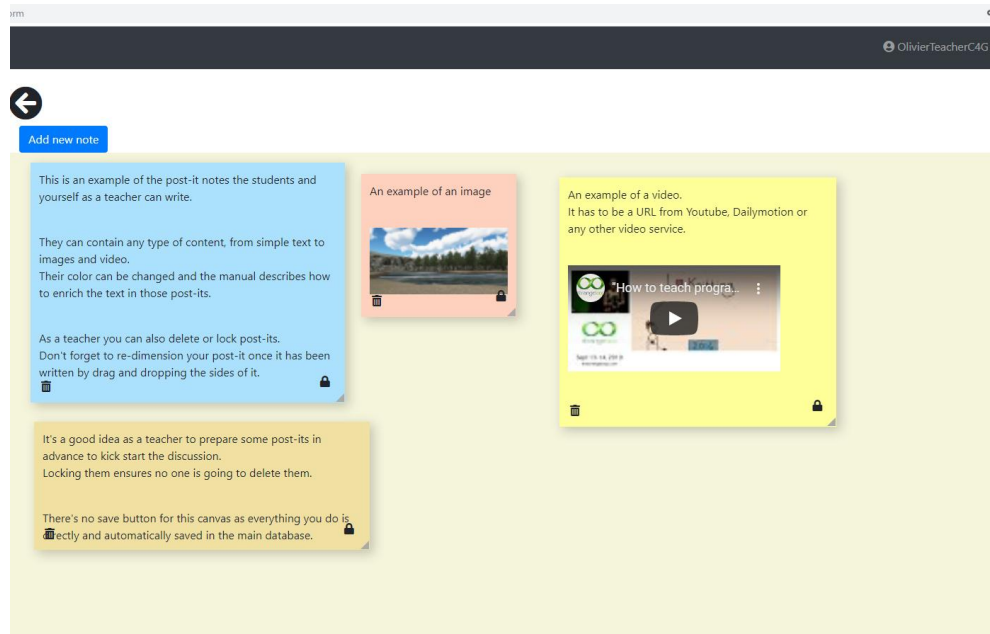 orm
OlivierTeacherC4G
Add new note
This is an example of the post-it notes the students and
yourself as a teacher can write.
They can contain any type of content, from simple text to
images and video.
Their color can be changed and the manual describes how
to enrich the text in those post-its.
As a teacher you can also delete or lock post-its.
Don't forget to re-dimension your post-it once it has been
written by drag and dropping the sides of it.
An example of an image
An example of a video.
It has to be a URL from Youtube, Dailymotion or
any other video service.
"How to teach progra...
It's a good idea as a teacher to prepare some post-its in
advance to kick start the discussion.
Locking them ensures no one is going to delete them.
There's no save button for this canvas as everything you do is
directly and automatically saved in the main database.